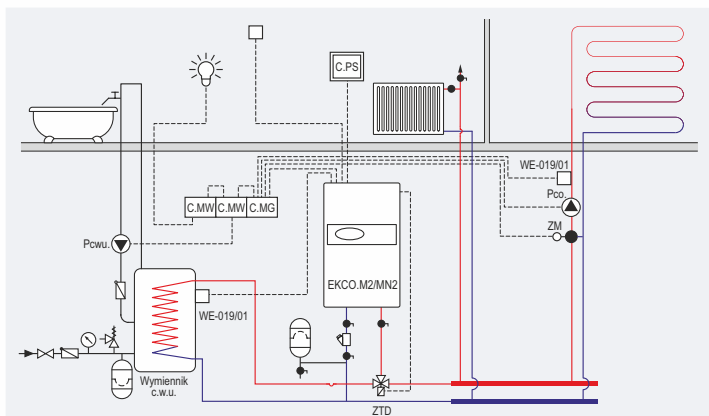 C.PS
WE-019/01
Pco.
C.MW
C.MW
C.MG
ZM
Pcwu.
EKCO.M2/MN2
WE-019/01
Wymiennik
c.w.u.
ZTD